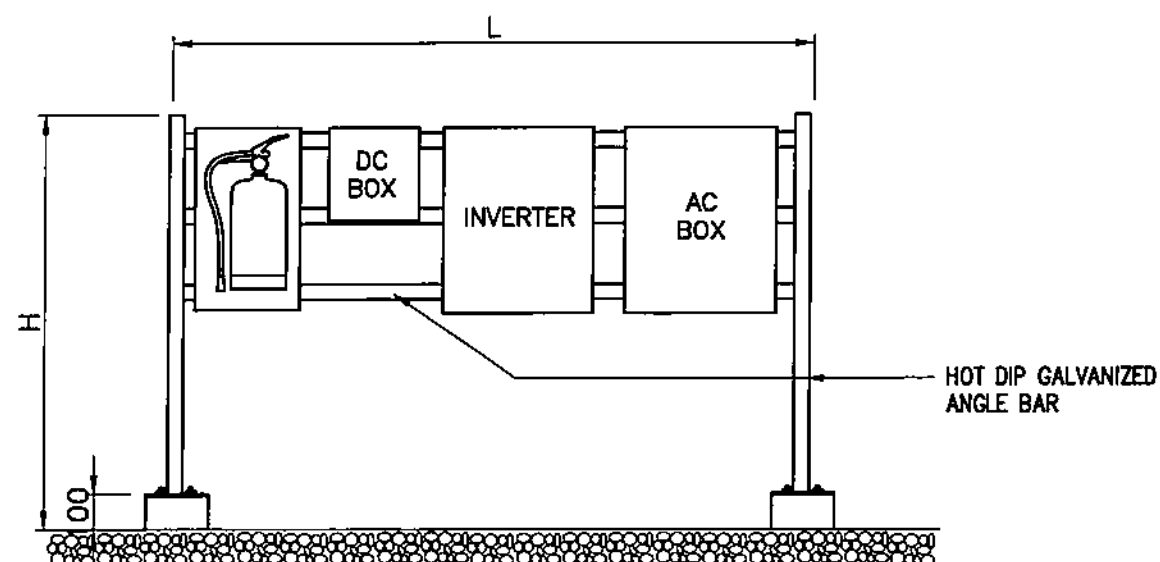 L
DC
BOX
INVERTER
AC
BOX
H
HOT DIP GALVANIZED
ANGLE BAR
00